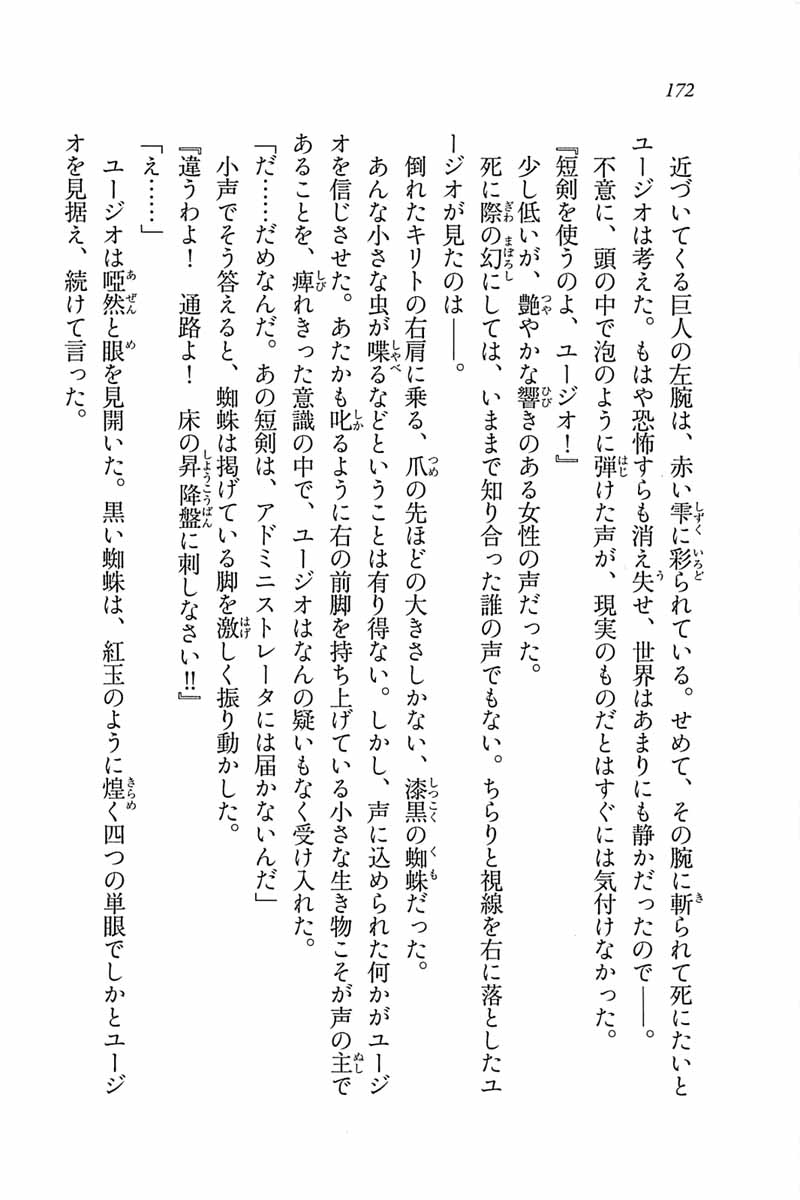 172
近づいてくる巨人の左腕は、赤い雫に彩られている。せめて、その腕に斬られて死にたいと
ユージオは考えた。もはや恐怖すらも消え失せ、世界はあまりにも静かだったので――。
不意に、頭の中で泡のように弾けた声が、現実のものだとはすぐには気付けなかった。
『短剣を使うのよ、ユージオ！』
少し低いが、艶やかな響きのある女性の声だった。
死に際の幻にしては、いままで知り合った誰の声でもない。ちらりと視線を右に落としたユ
ージオが見たのは――。
倒れたキリトの右肩に乗る、爪の先ほどの大きさしかない、漆黒の蜘蛛だった。
あんな小さな虫が喋るなどということは有り得ない。しかし、声に込められた何かがユージ
オを信じさせた。あたかも叱るように右の前脚を持ち上げている小さな生き物こそが声の主で
あることを、痺れきった意識の中で、ユージオはなんの疑いもなく受け入れた。
「だ……だめなんだ。あの短剣は、アドミニストレータには届かないんだ」
小声でそう答えると、蜘蛛は掲げている脚を激しく振り動かした。
『違うわよ！　通路よ！　床の昇降盤に刺しなさい!!』
「え……」
ユージオは啞然と眼を見開いた。黒い蜘蛛は、紅玉のように煌く四つの単眼でしかとユージ
オを見据え、続けて言った。